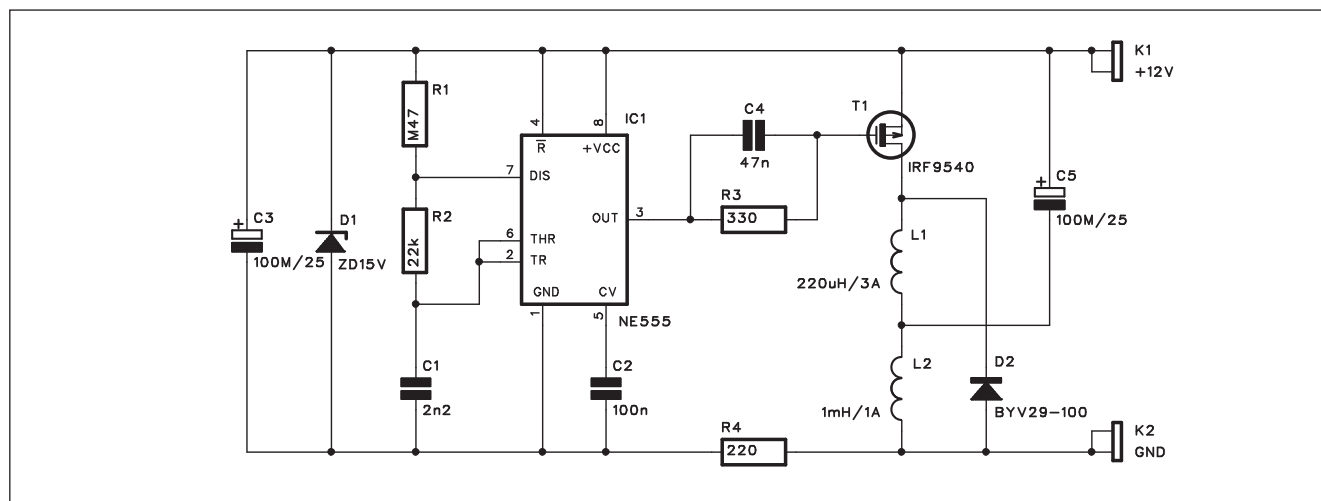 K1
+12V
R1
M47
4
8
IC1
R
+VCC
C4
47n
T1
IRF9540
7
DIS
R2
22k
OUT
3
R3
330
C5
100M/25
+
C3
100M/25
+
D1
ZD15V
6
THR
2
TR
L1
220uH/3A
GND
CV
1
5
NE555
C1
2n2
C2
100n
L2
1mH/1A
D2
BYV29-100
R4
220
K2
GND